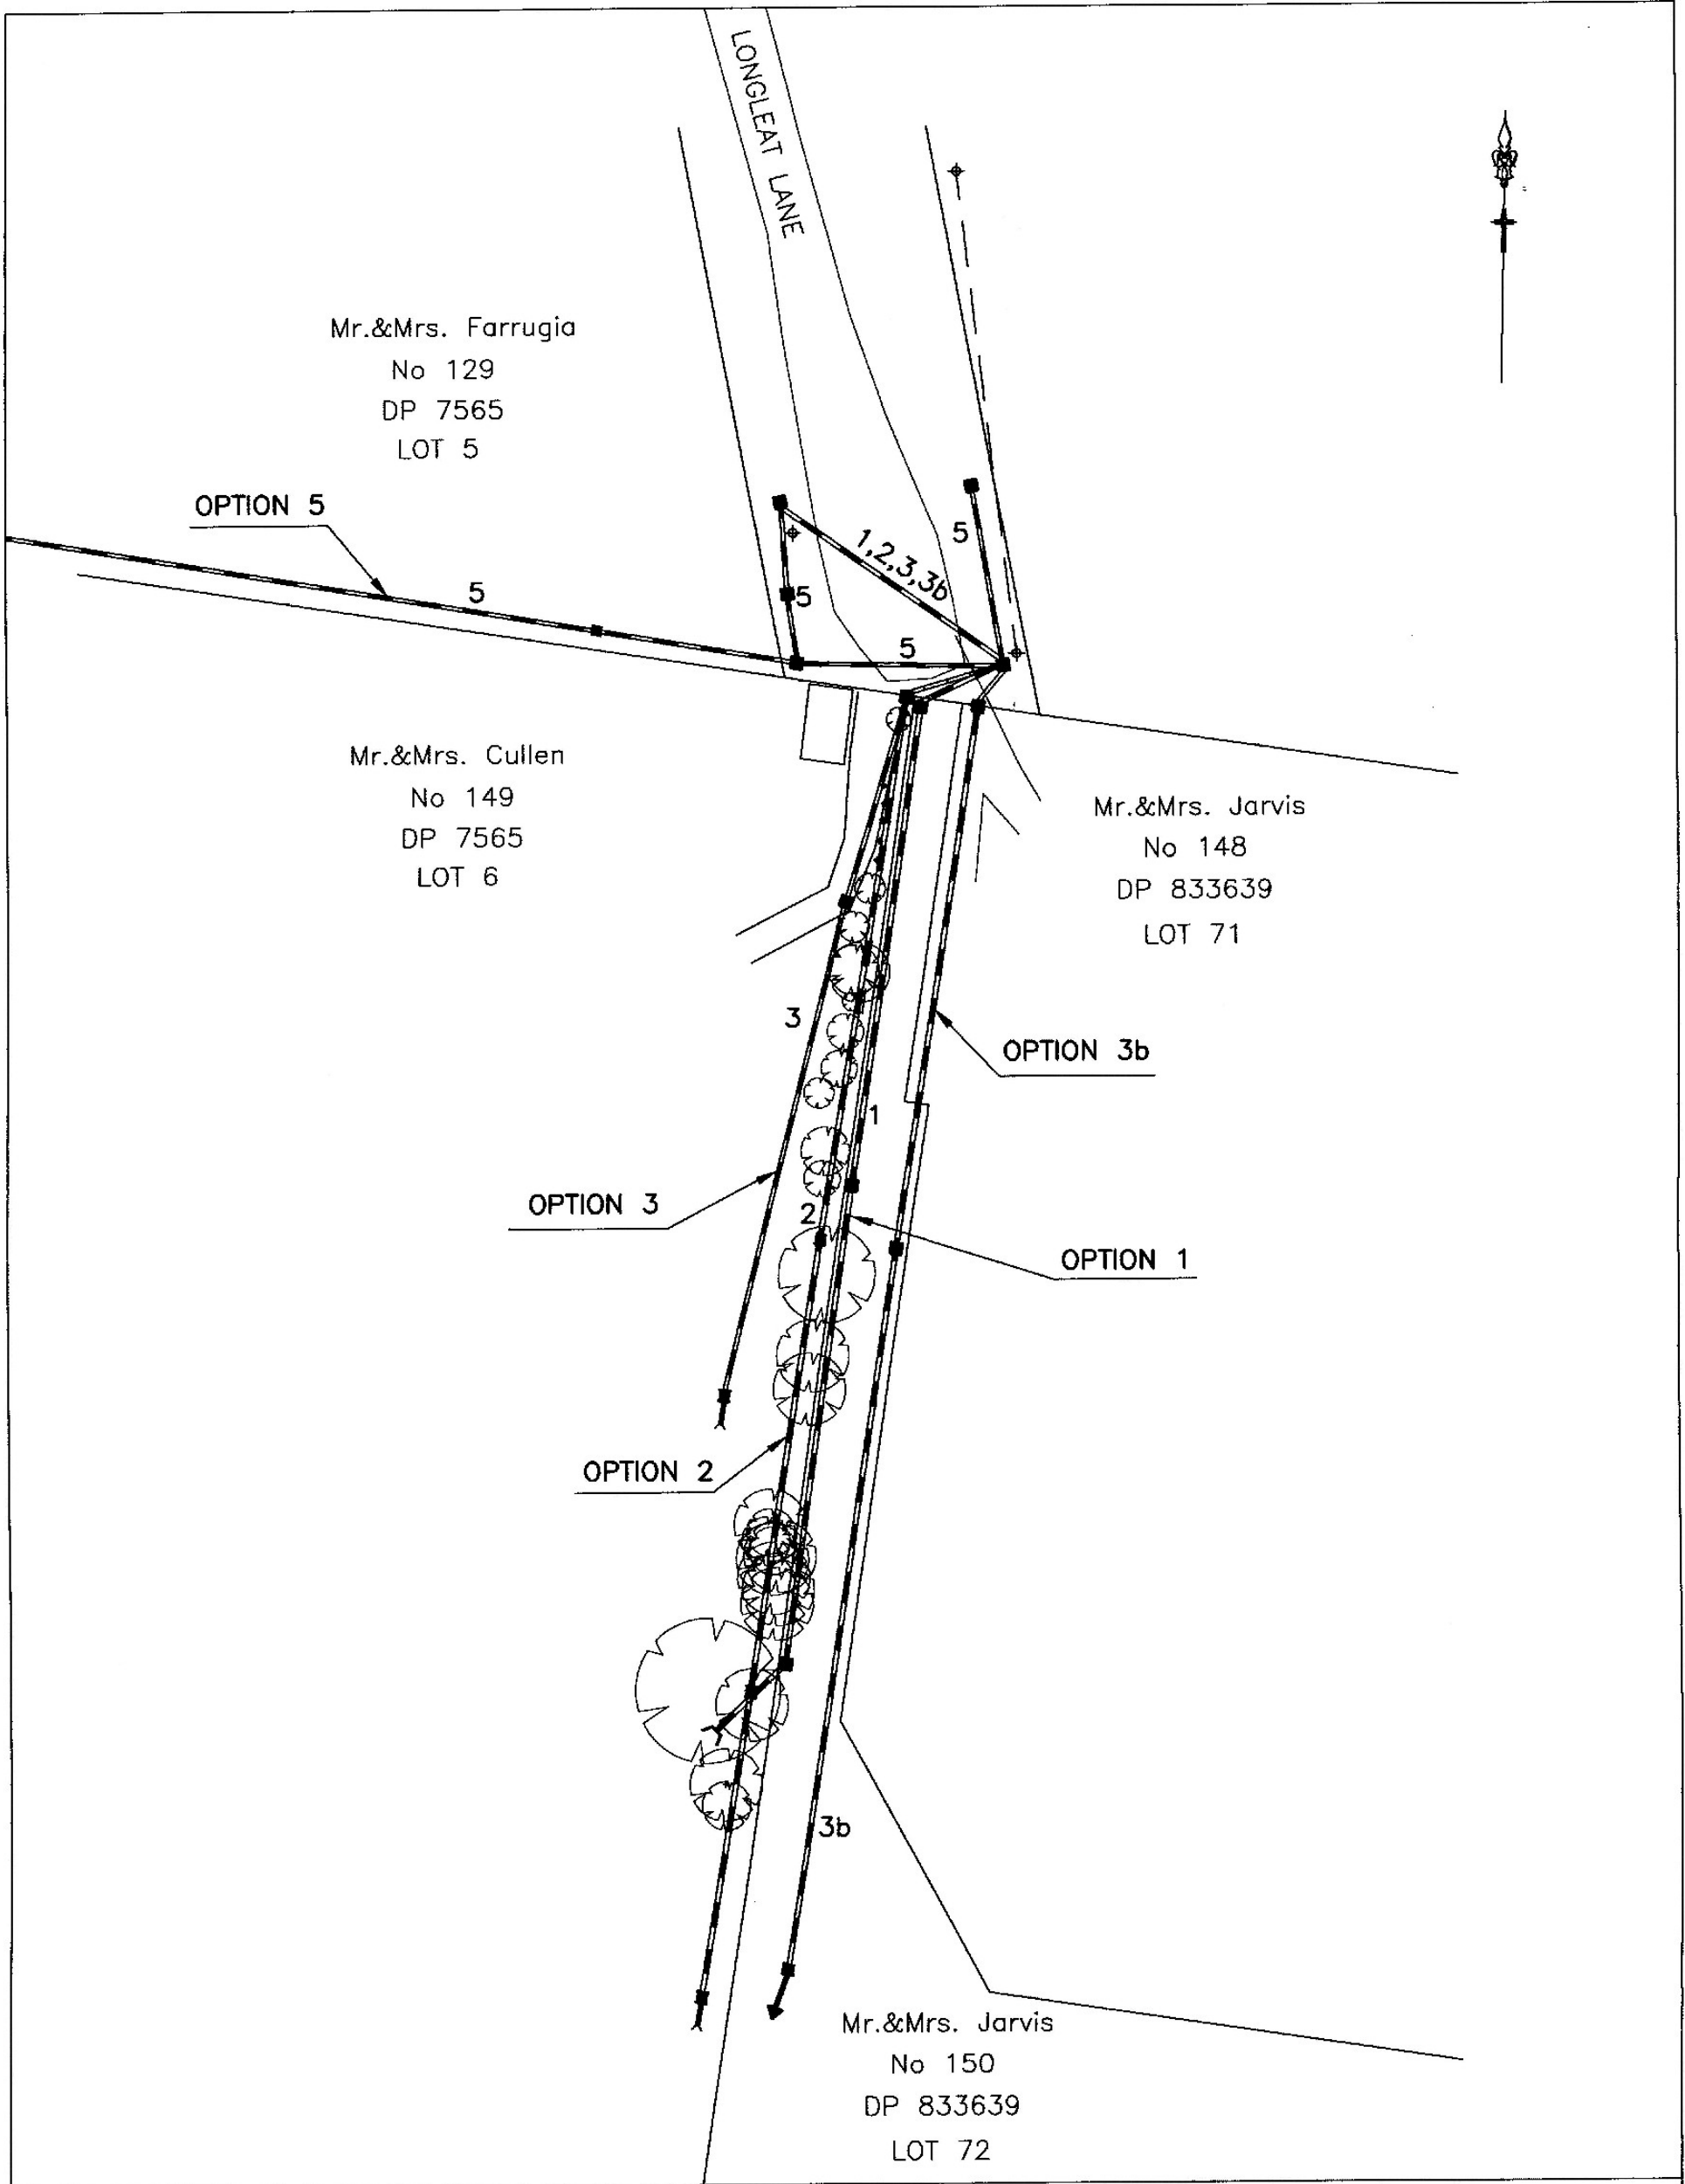 LONGLEAT LANE
Mr.&Mrs. Farrugia
No 129
DP 7565
LOT 5
OPTION 5
5
5
1,2,3,3b
5
5
Mr.&Mrs. Cullen
No 149
DP 7565
LOT 6
Mr.&Mrs. Jarvis
No 148
DP 833639
LOT 71
3
OPTION 3b
1
OPTION 3
2
OPTION 1
OPTION 2
3b
Mr.&Mrs. Jarvis
No 150
DP 833639
LOT 72